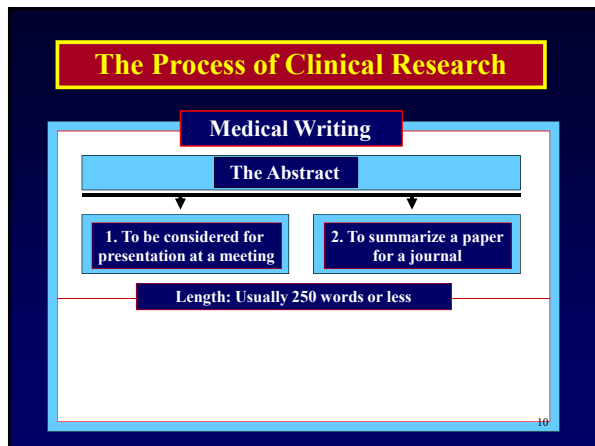 The Process of Clinical Research
Medical Writing
The Abstract
1. To be considered for
presentation at a meeting
2. To summarize a paper
for a journal
Length: Usually 250 words or less
10